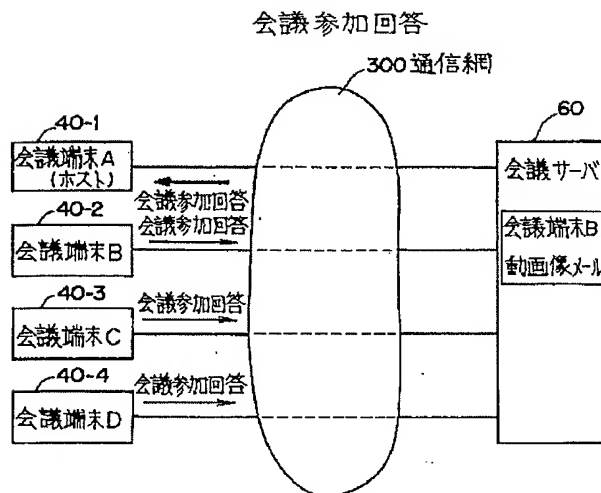 会議参加回答
300通信網
40-1
会議端末A
(ホスト)
会議参加回答
40-2
会議参加回答
会議端末B
40-3
会議端末C
会議参加回答
40-4
会議端末D
会議参加回答
60
会議サーバ
会議端末B
動画像メール